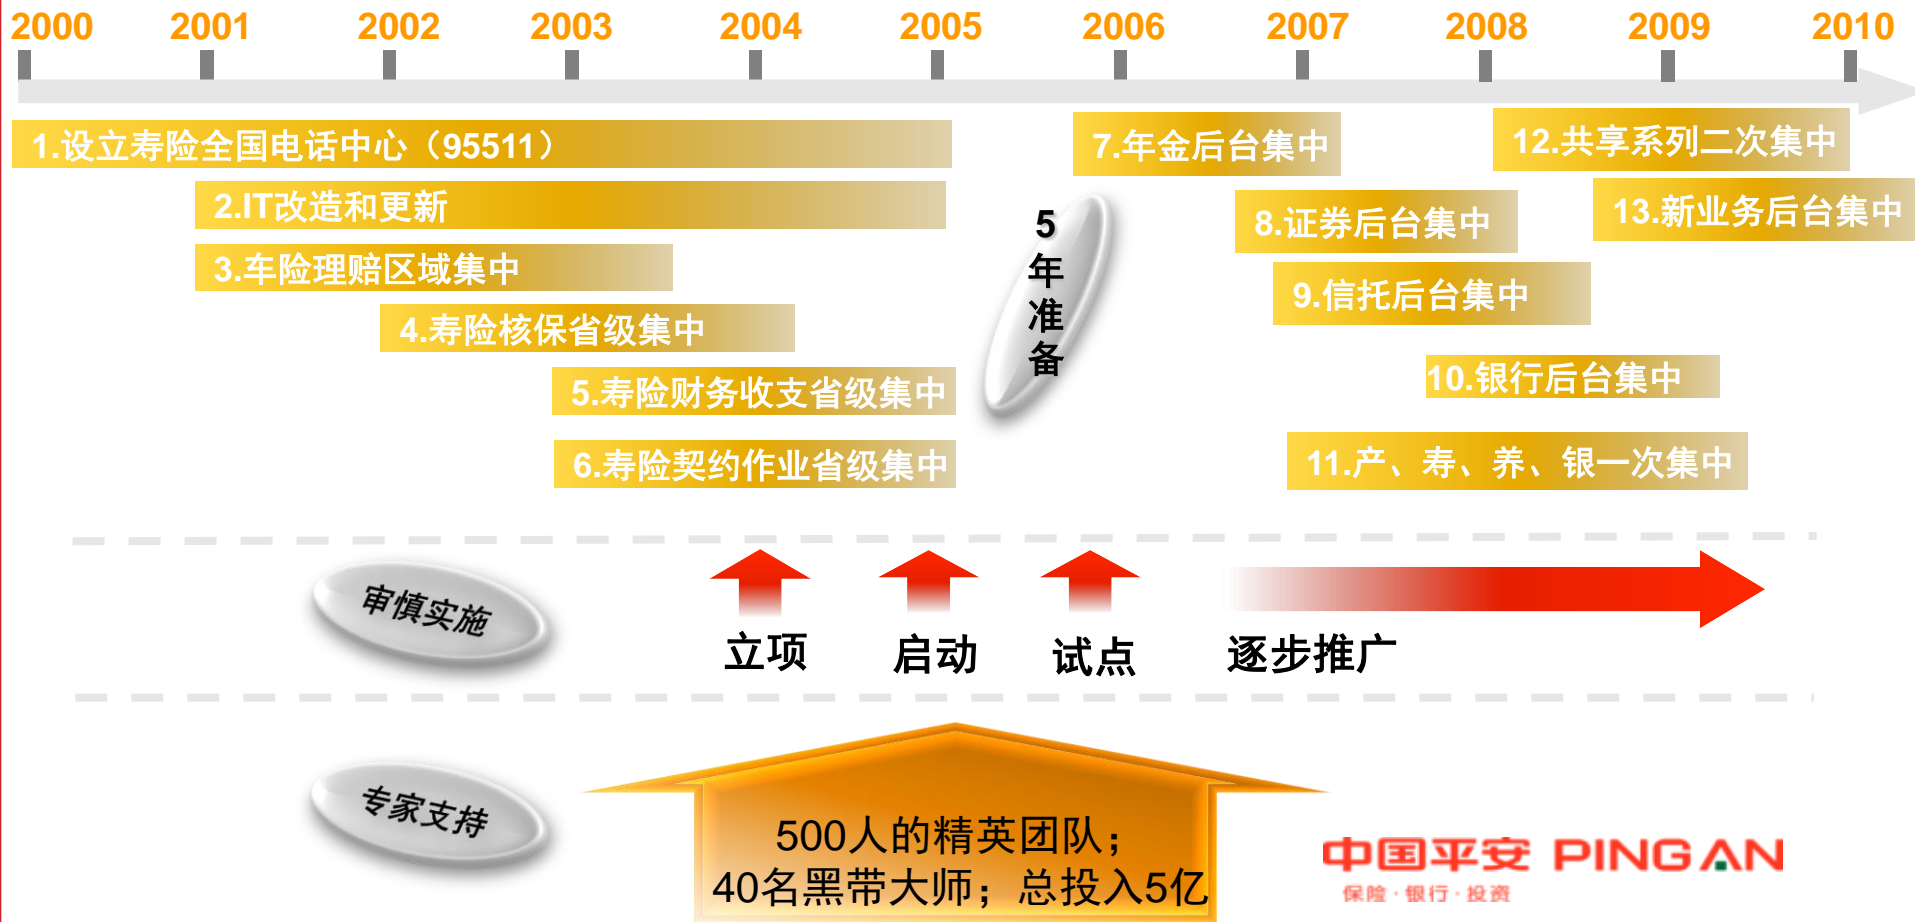 2000 2001 2002 2003 2004 2005 2006 2007 2008 2009 2010
1.设立寿险全国电话中心（95511）
2.IT改造和更新
3.车险理赔区域集中
4.寿险核保省级集中
5.寿险财务收支省级集中
6.寿险契约作业省级集中
5
年
准
备
7.年金后台集中
8.证券后台集中
9.信托后台集中
10.银行后台集中
11.产、寿、养、银一次集中
12.共享系列二次集中
13.新业务后台集中
审慎实施
立项
启动
试点
逐步推广
专家支持
500人的精英团队；
40名黑带大师；总投入5亿
中国平安 PING AN
保险·银行·投资